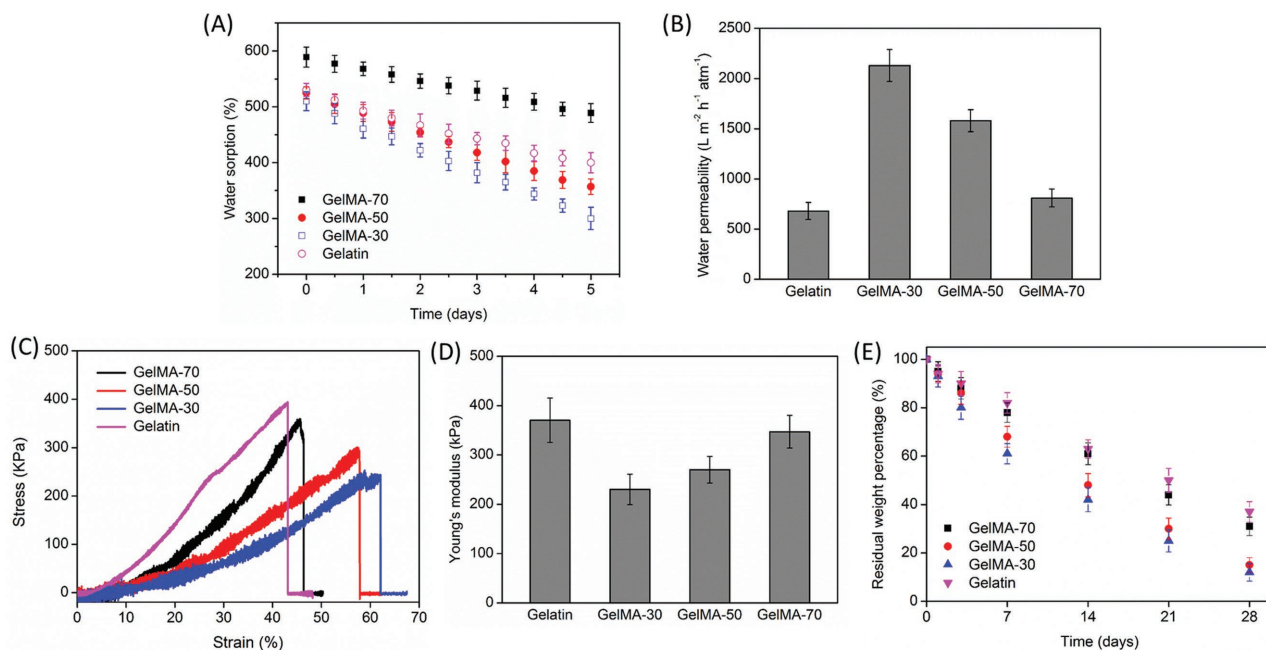 (A)
Water sorption (%)
600
500
400
300
200
GelMA-70
GelMA-50
GelMA-30
Gelatin
0 1 2 3 4 5
Time (days)
(B)
Water permeability (L m⁻² h⁻¹ atm⁻¹)
2500
2000
1500
1000
500
0
Gelatin GelMA-30 GelMA-50 GelMA-70
(C)
Stress (KPa)
500
400
300
200
100
0
GelMA-70
GelMA-50
GelMA-30
Gelatin
0 10 20 30 40 50 60 70
Strain (%)
(D)
Young's modulus (kPa)
500
400
300
200
100
0
Gelatin GelMA-30 GelMA-50 GelMA-70
(E)
Residual weight percentage (%)
100
80
60
40
20
0
GelMA-70
GelMA-50
GelMA-30
Gelatin
0 7 14 21 28
Time (days)